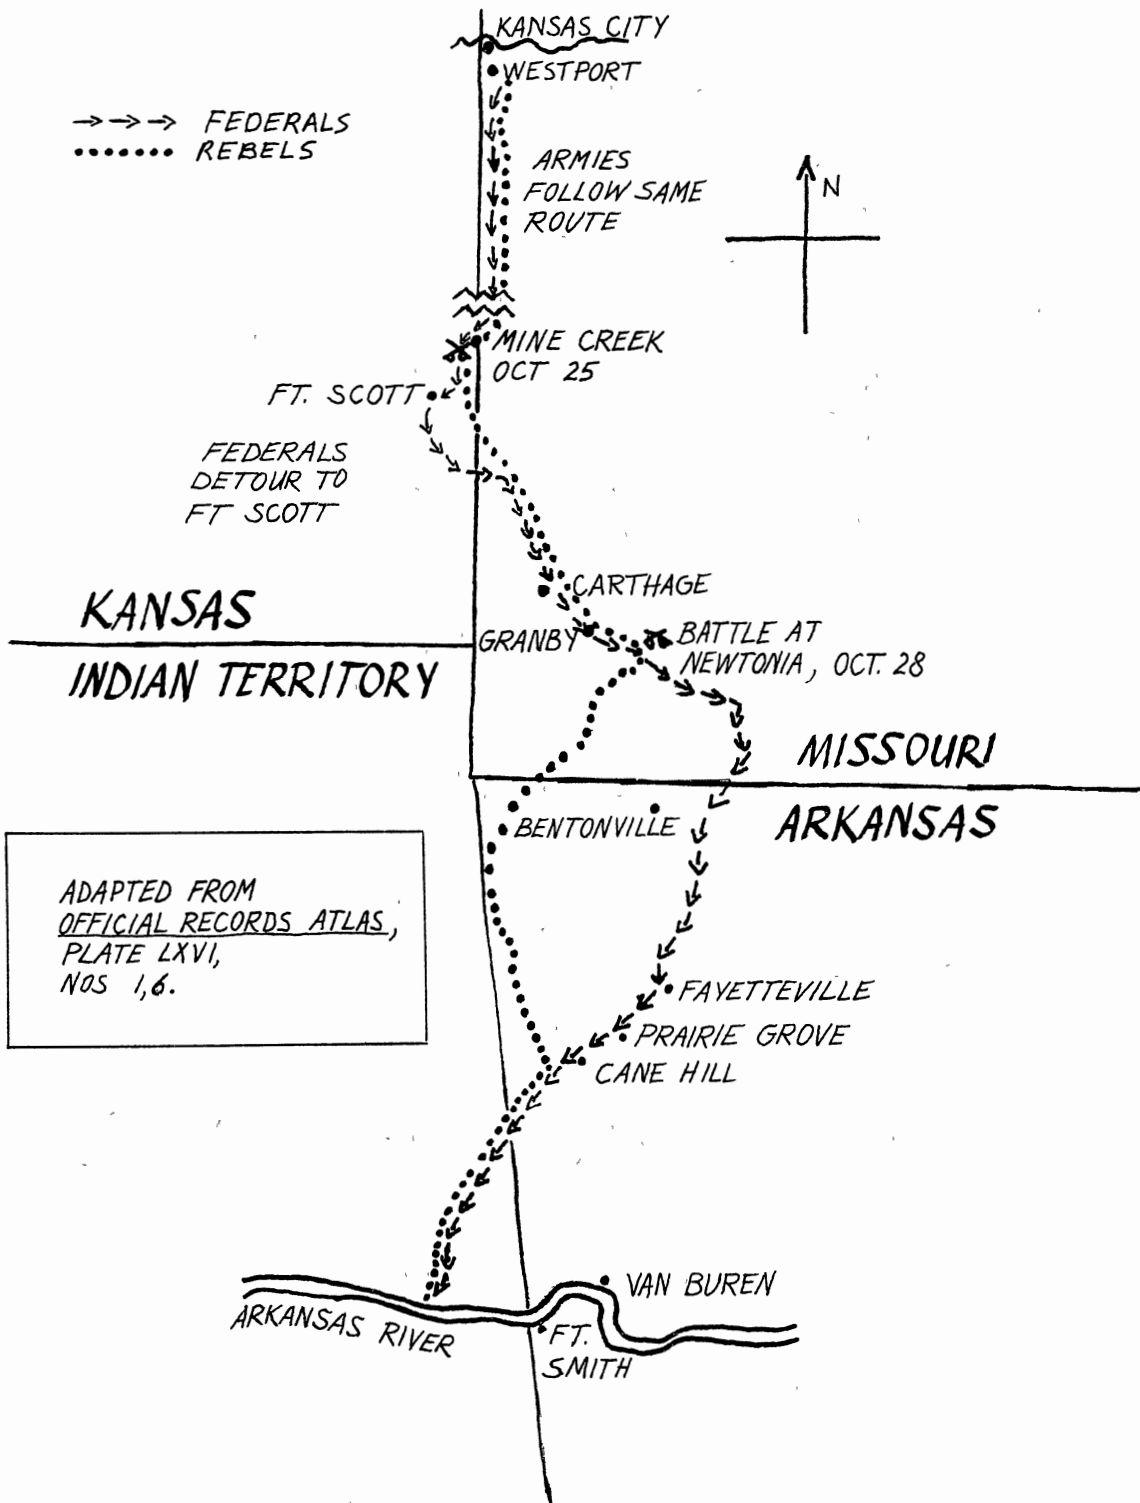 KANSAS CITY
WESTPORT
FEDERALS
REBELS
ARMIES
FOLLOW SAME
ROUTE
N
MINE CREEK
OCT 25
FT. SCOTT
FEDERALS
DETOUR TO
FT SCOTT
CARTHAGE
KANSAS
GRANBY
BATTLE AT
NEWTONIA, OCT. 28
INDIAN TERRITORY
MISSOURI
BENTONVILLE
ARKANSAS
ADAPTED FROM
OFFICIAL RECORDS ATLAS,
PLATE LXVI,
NOS 1,6.
FAYETTEVILLE
PRAIRIE GROVE
CANE HILL
VAN BUREN
ARKANSAS RIVER
FT.
SMITH